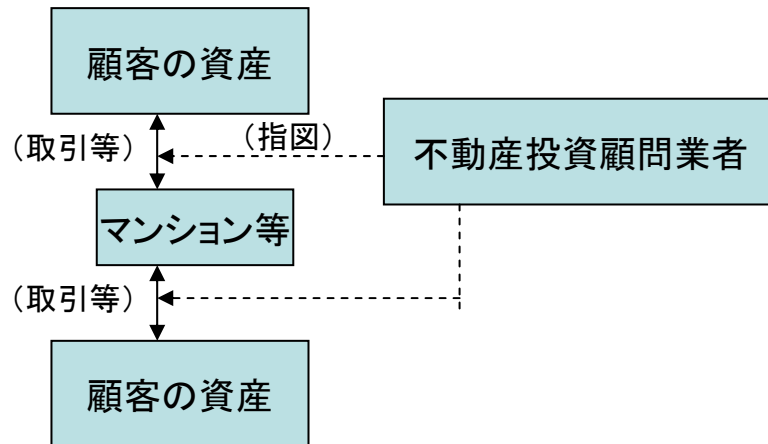 顧客の資産
(取引等)
(指図)
不動産投資顧問業者
マンション等
(取引等)
顧客の資産